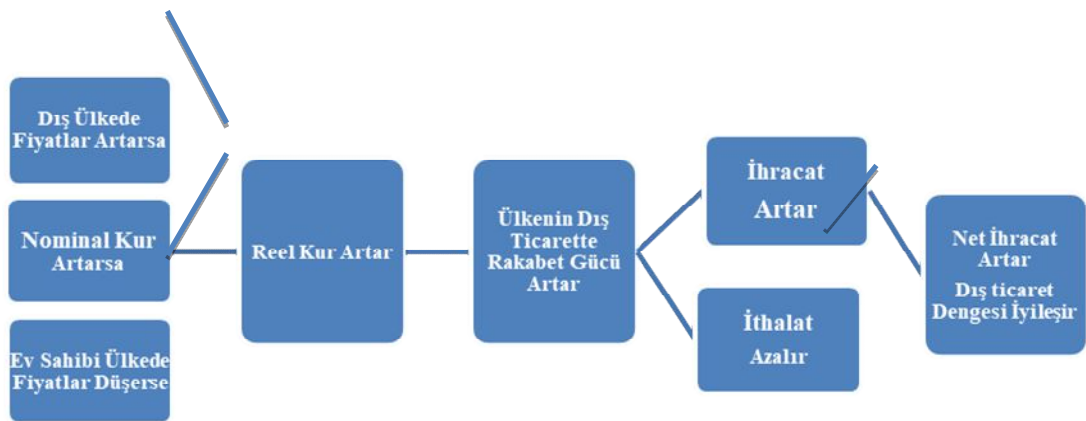 Dış Ülkede
Fiyatlar Artarsa
Nominal Kur
Artarsa
Ev Sahibi Ülkede
Fiyatlar Düşerse
Reel Kur Artar
Ülkenin Dış
Ticarette
Rakabet Gücü
Artar
İhracat
Artar
İthalat
Azalır
Net İhracat
Artar
Dış ticaret
Dengesi İyileşir